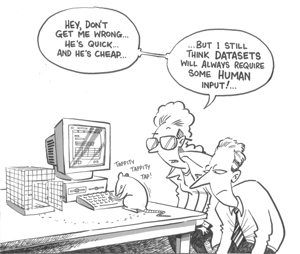 HEY, DON'T
GET ME WRONG...
HE'S QUICK...
AND HE'S CHEAP...
...BUT I STILL
THINK DATASETS
WILL ALWAYS REQUIRE
SOME HUMAN
INPUT!...
TAPPITY
TAPPITY
TAP!